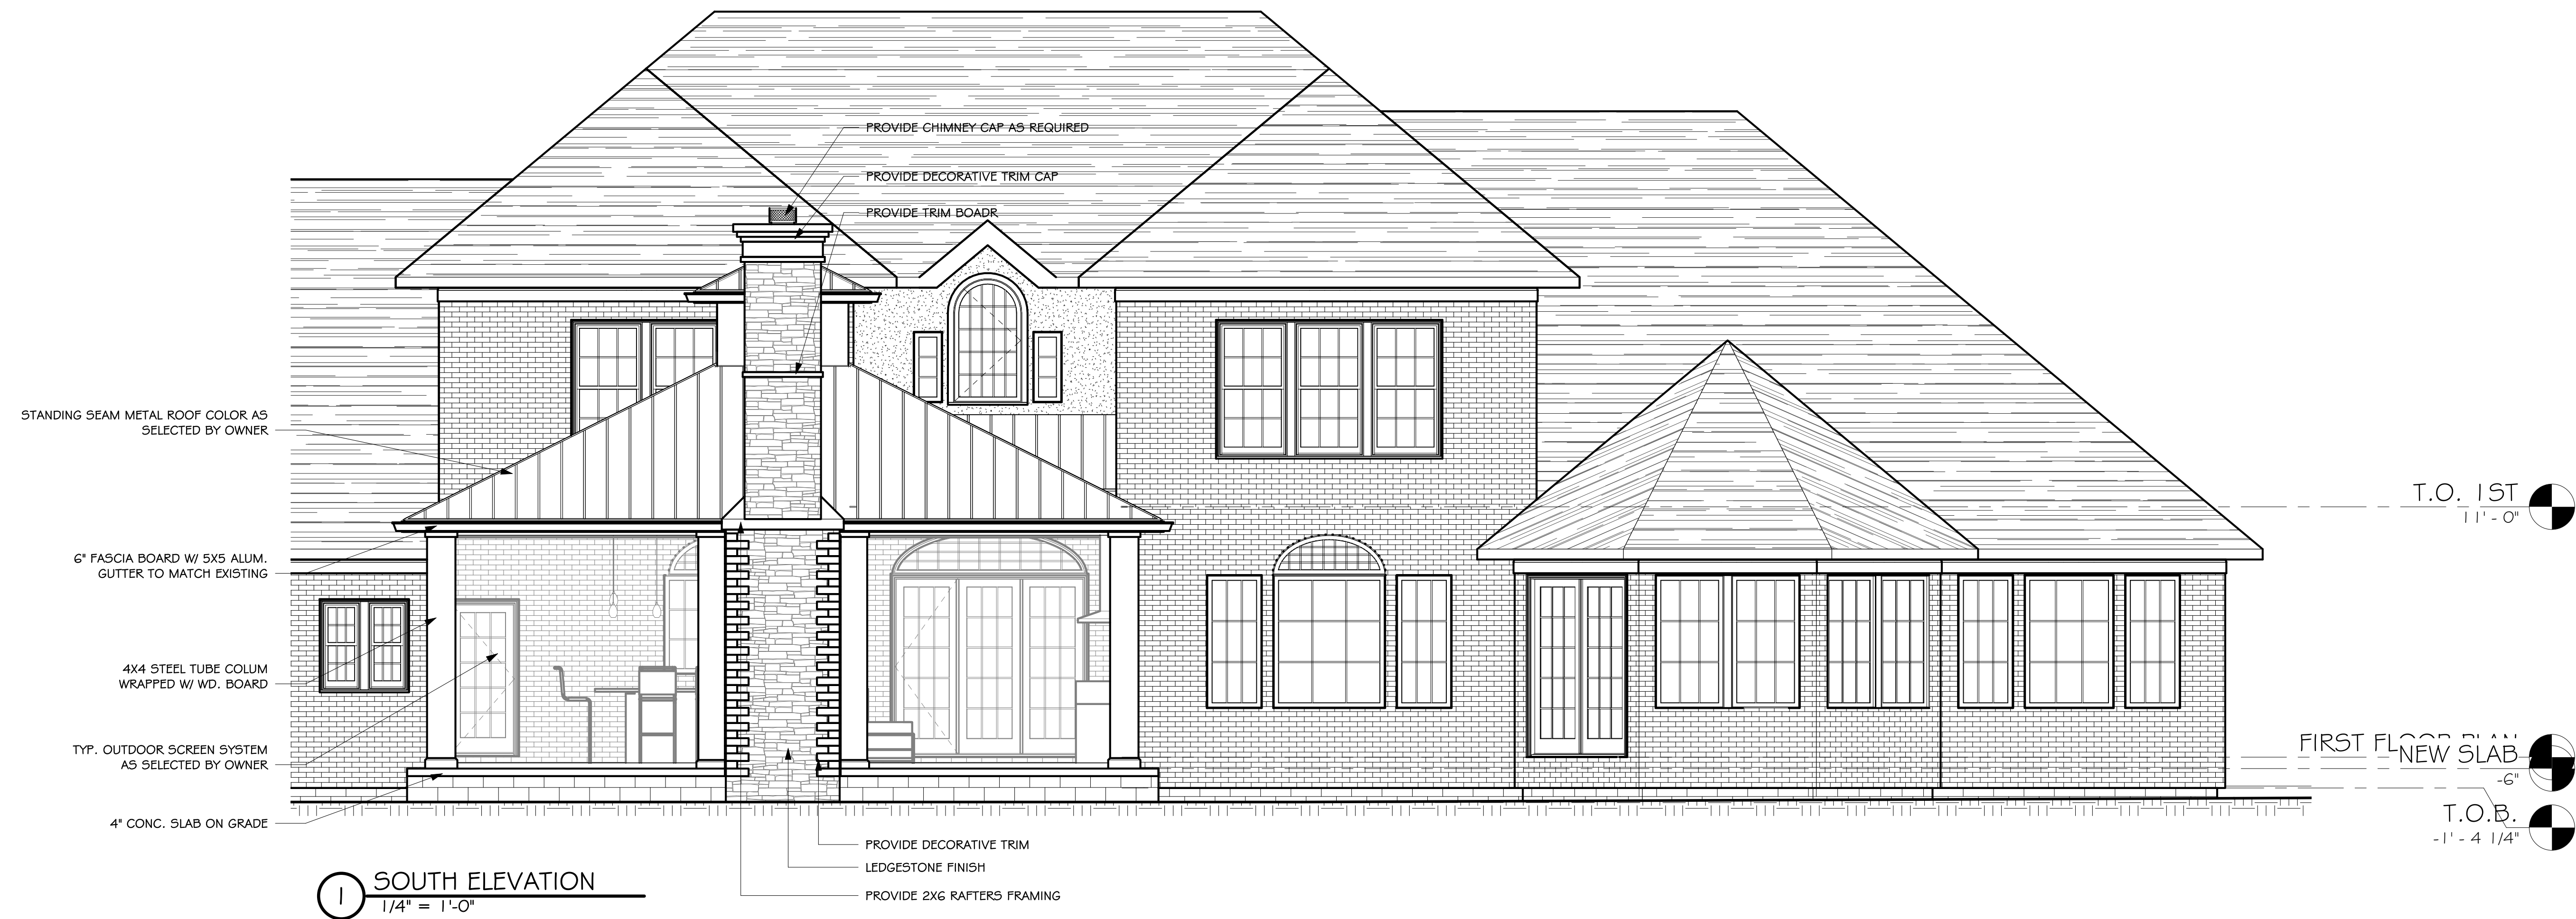 PROVIDE CHIMNEY CAP AS REQUIRED
PROVIDE DECORATIVE TRIM CAP
PROVIDE TRIM BOADR
STANDING SEAM METAL ROOF COLOR AS
SELECTED BY OWNER
6" FASCIA BOARD W/ 5X5 ALUM.
GUTTER TO MATCH EXISTING
4X4 STEEL TUBE COLUM
WRAPPED W/ WD. BOARD
TYP. OUTDOOR SCREEN SYSTEM
AS SELECTED BY OWNER
4" CONC. SLAB ON GRADE
T.O. 1ST
11' - 0"
FIRST FLOOR PLAN
NEW SLAB
-6"
T.O.B.
-1' - 4 1/4"
PROVIDE DECORATIVE TRIM
LEDGESTONE FINISH
PROVIDE 2X6 RAFTERS FRAMING
1 SOUTH ELEVATION
1/4" = 1'-0"